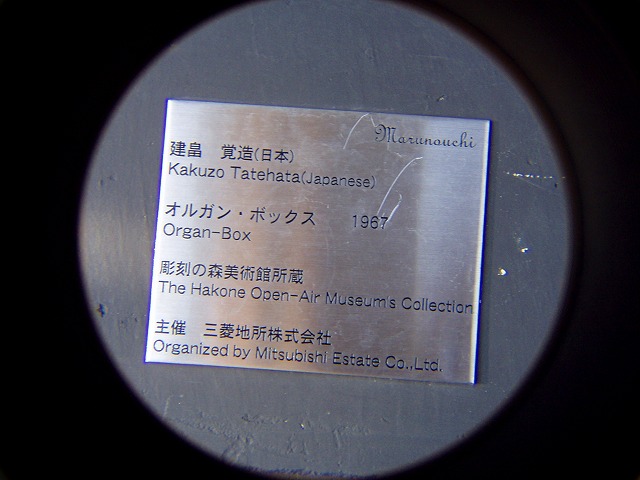 Marunouchi
建畠 覚造(日本)
Kakuzo Tatehata(Japanese)
オルガン・ボックス 1967
Organ-Box
彫刻の森美術館所蔵
The Hakone Open-Air Museum's Collection
主催 三菱地所株式会社
Organized by Mitsubishi Estate Co.,Ltd.